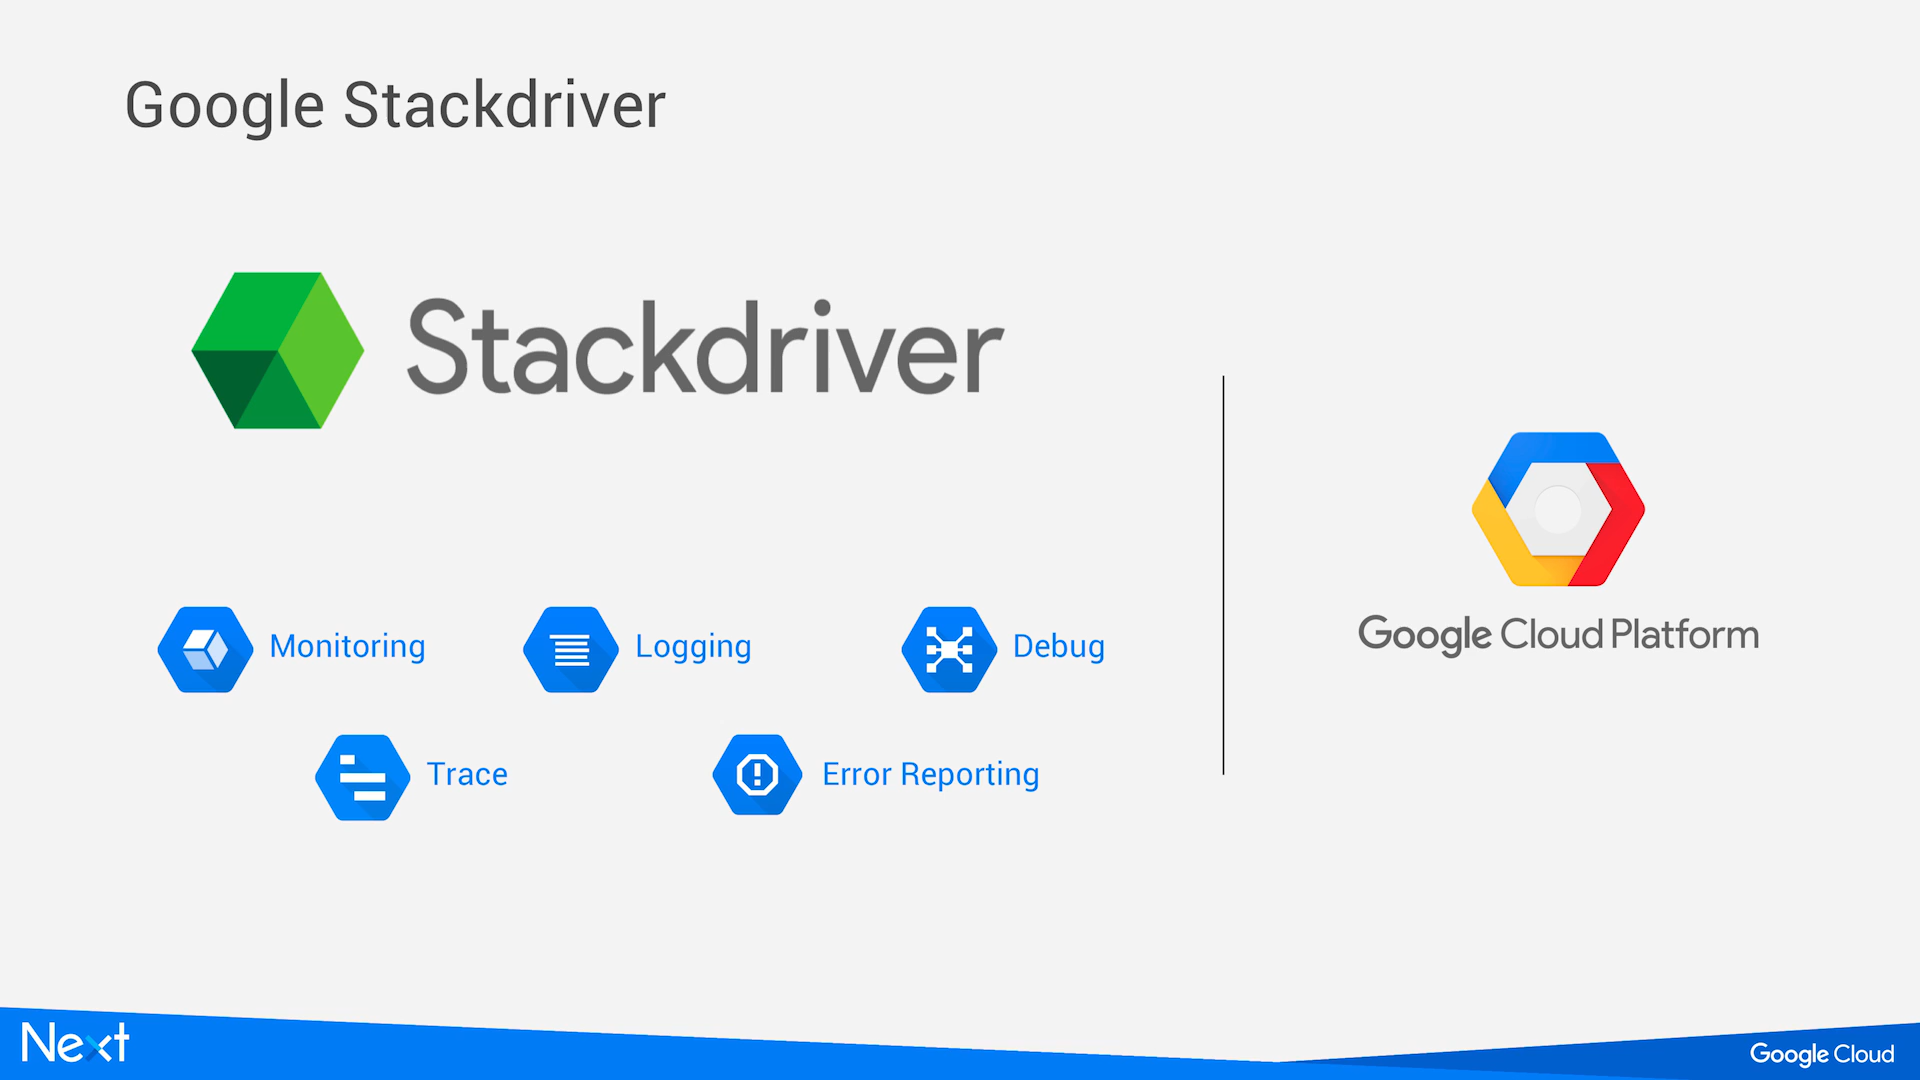 Google Stackdriver
Stackdriver
Monitoring
Logging
Debug
Trace
Error Reporting
Google Cloud Platform
Next
Google Cloud